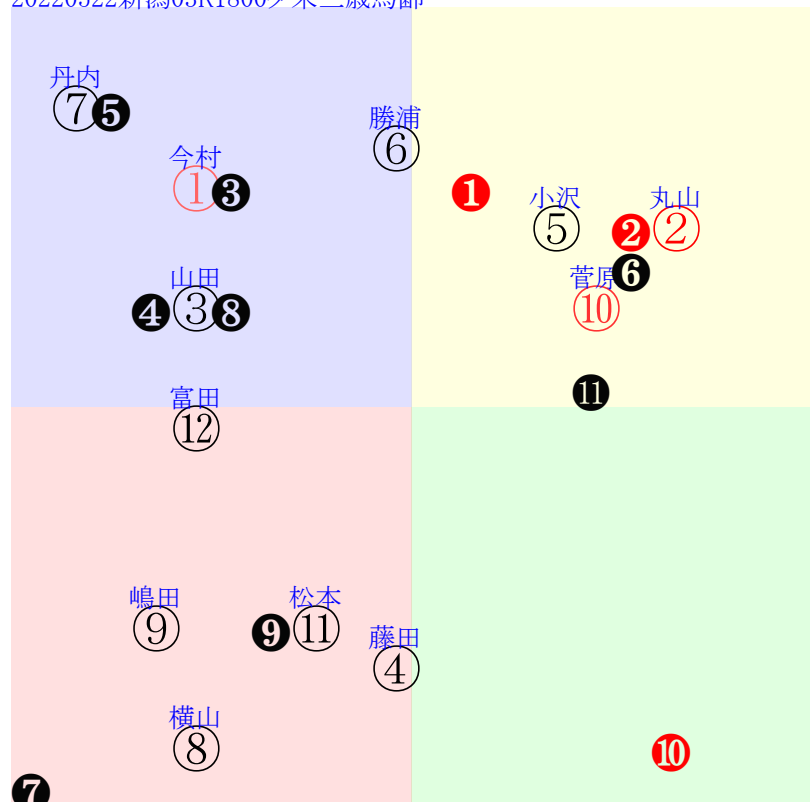 20220522新潟03R1800ダ未三歳馬齢
丹内
⑦❺
勝浦
⑥
今村
①❸
❶
小沢
⑤
丸山
❷②
菅原❻
⑩
山田
❹③❽
⓫
富田
⑫
嶋田
⑨
松本
❾⑪
藤田
④
横山
⑧
❿
❼